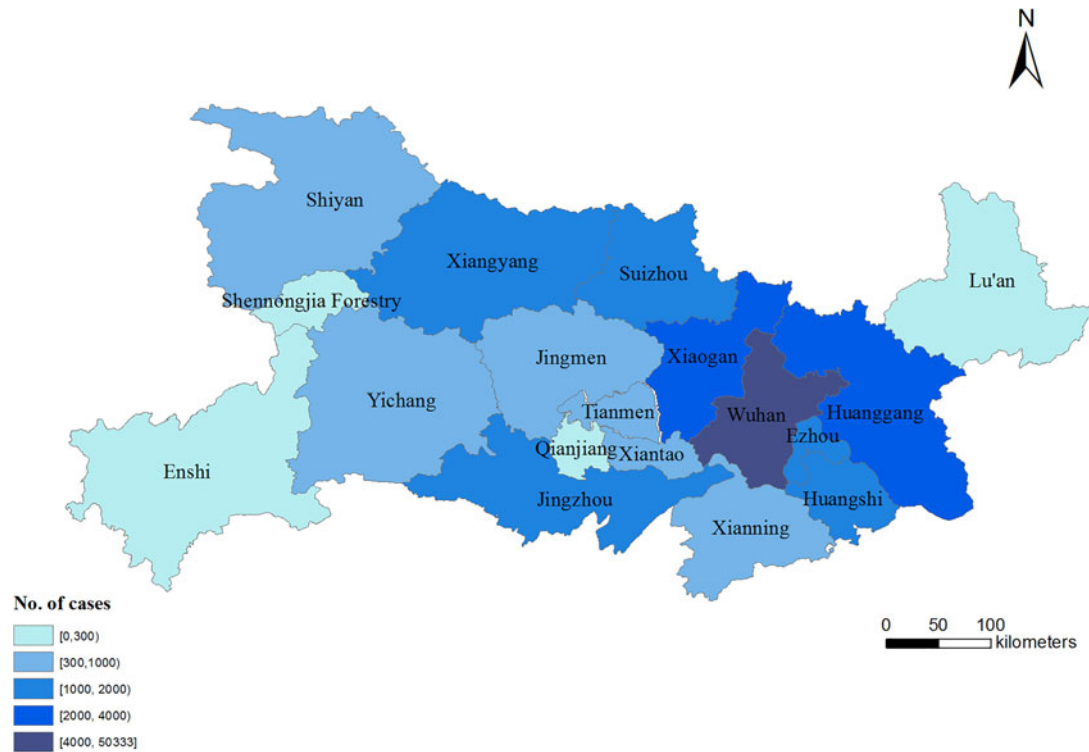 N
Shiyan
Xiangyang
Suizhou
Lu'an
Shennongjia Forestry
Jingmen
Xiaogan
Yichang
Tianmen
Wuhan
Huanggang
Ezhou
Qianjiang
Xiantao
Enshi
Jingzhou
Huangshi
Xianning
No. of cases
[0,300)
[300,1000)
[1000, 2000)
[2000, 4000)
[4000, 50333]
0 50 100
kilometers